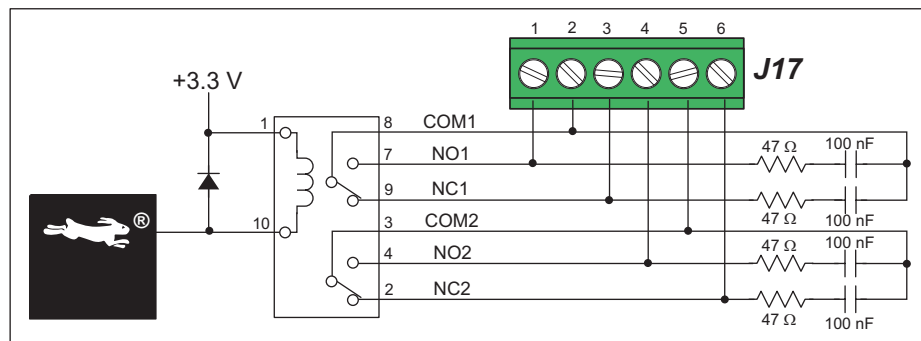 1 2 3 4 5 6
J17
+3.3 V
1
8 COM1
47 Ω 100 nF
7 NO1
9 NC1
47 Ω 100 nF
®
10
3 COM2
47 Ω 100 nF
4 NO2
2 NC2
47 Ω 100 nF